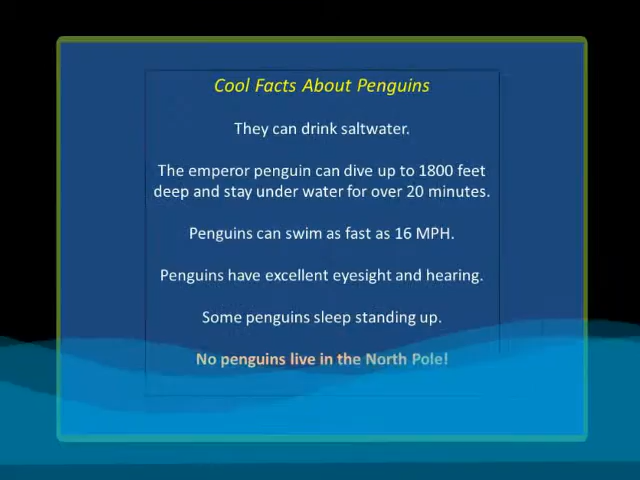 Cool Facts About Penguins
They can drink saltwater.
The emperor penguin can dive up to 1800 feet
deep and stay under water for over 20 minutes.
Penguins can swim as fast as 16 MPH.
Penguins have excellent eyesight and hearing.
Some penguins sleep standing up.
No penguins live in the North Pole!